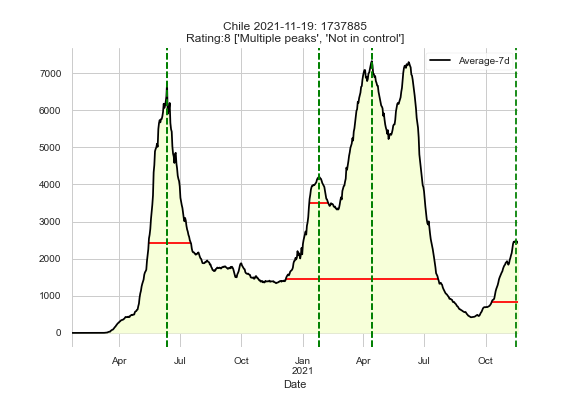 Chile 2021-11-19: 1737885
Rating:8 ['Multiple peaks', 'Not in control']
Average-7d
7000
6000
5000
4000
3000
2000
1000
0
Apr
Jul
Oct
Jan
2021
Apr
Jul
Oct
Date